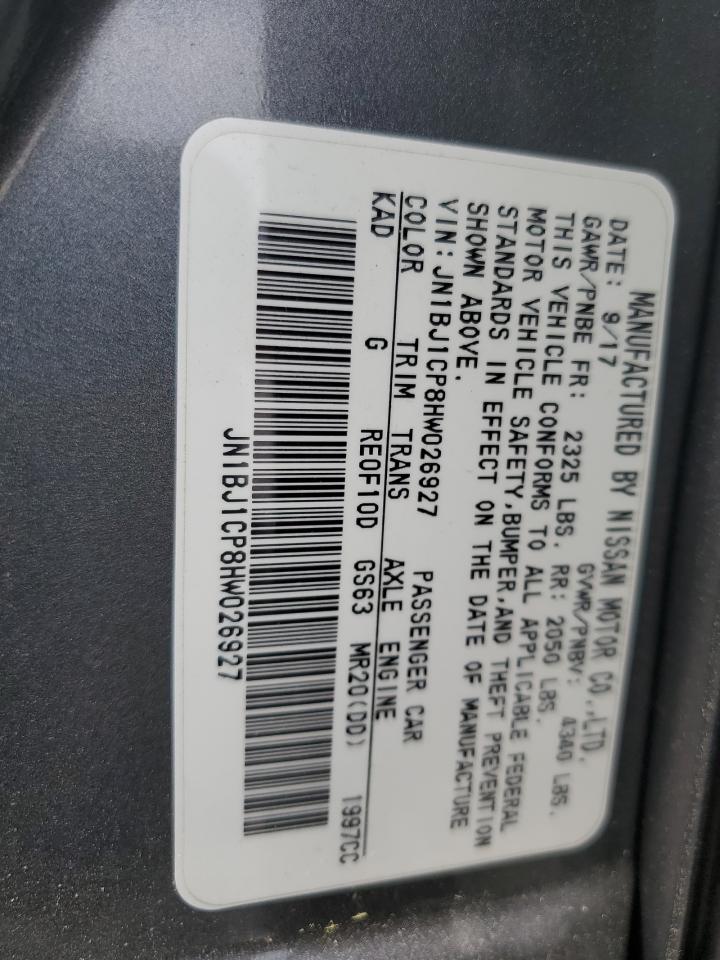 MANUFACTURED BY NISSAN MOTOR CO.,LTD.
DATE: 9/17 GVWR/PNBV: 4340 LBS.
GAWR/PNBE FR: 2325 LBS. RR: 2050 LBS.
THIS VEHICLE CONFORMS TO ALL APPLICABLE FEDERAL
MOTOR VEHICLE SAFETY,BUMPER,AND THEFT PREVENTION
STANDARDS IN EFFECT ON THE DATE OF MANUFACTURE
SHOWN ABOVE.
VIN:JN1BJ1CP8HW026927 PASSENGER CAR
COLOR TRIM TRANS AXLE ENGINE
KAD G RE0F10D GS63 MR20(DD) 1997CC
JN1BJ1CP8HW026927